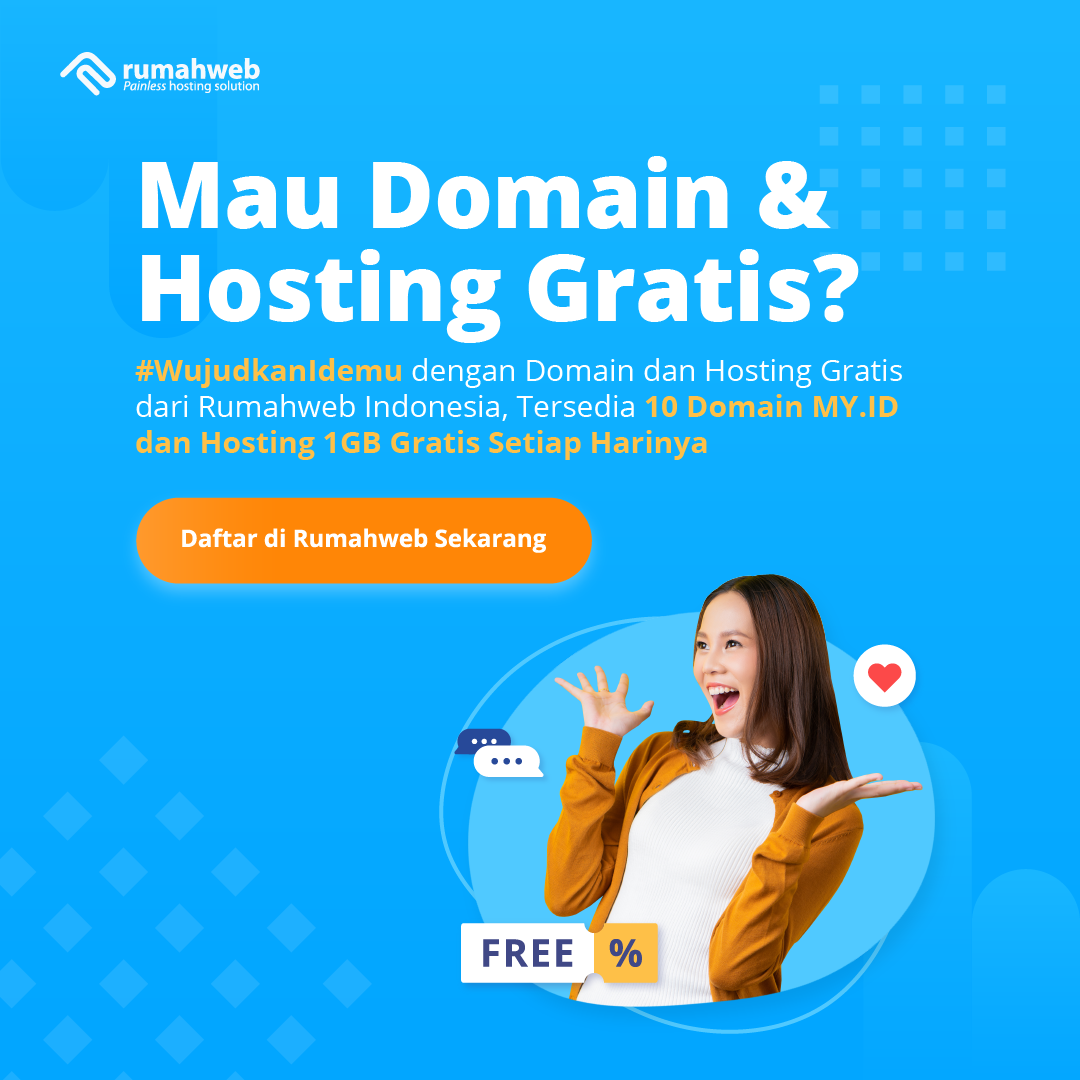 rumahweb
Painless hosting solution
Mau Domain &
Hosting Gratis?
#WujudkanIdemu dengan Domain dan Hosting Gratis
dari Rumahweb Indonesia, Tersedia 10 Domain MY.ID
dan Hosting 1GB Gratis Setiap Harinya
Daftar di Rumahweb Sekarang
FREE %